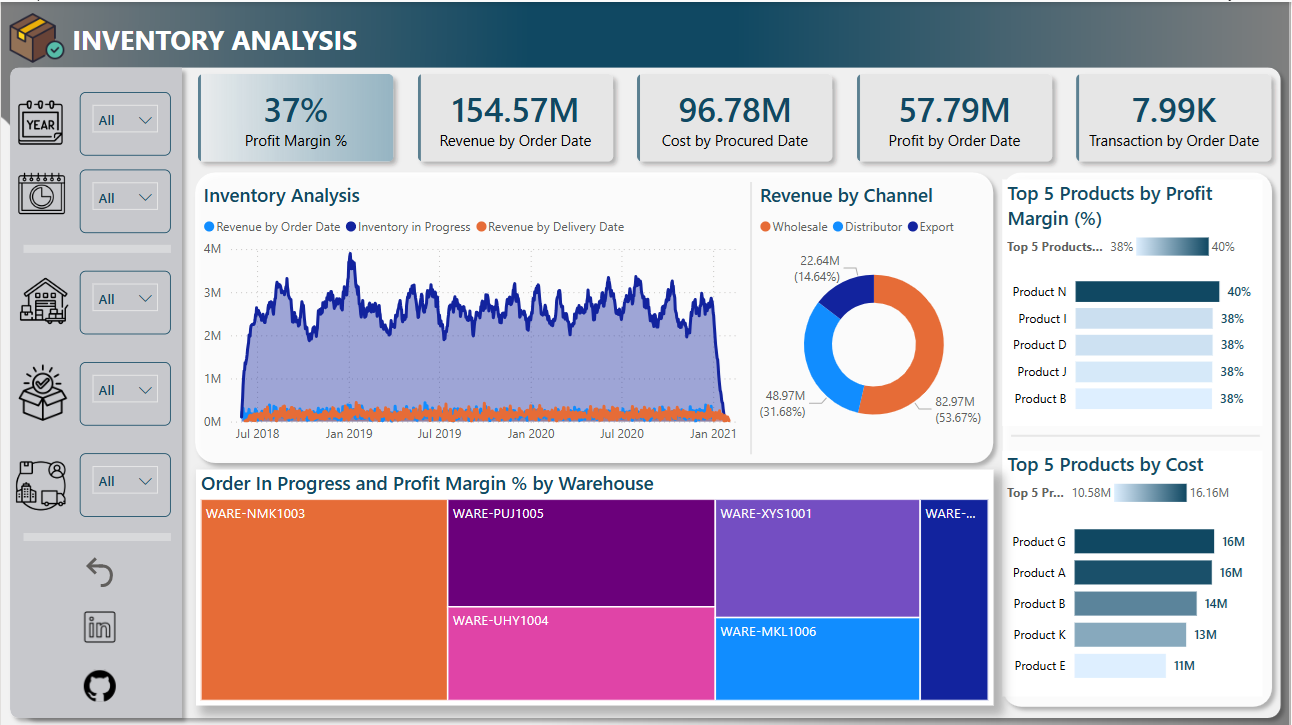 INVENTORY ANALYSIS
YEAR
All
All
All
All
All
37%
Profit Margin %
154.57M
Revenue by Order Date
96.78M
Cost by Procured Date
57.79M
Profit by Order Date
7.99K
Transaction by Order Date
Inventory Analysis
Revenue by Order Date Inventory in Progress Revenue by Delivery Date
4M
3M
2M
1M
0M
Jul 2018 Jan 2019 Jul 2019 Jan 2020 Jul 2020 Jan 2021
Revenue by Channel
Wholesale Distributor Export
22.64M
(14.64%)
48.97M
(31.68%)
82.97M
(53.67%)
Top 5 Products by Profit
Margin (%)
Top 5 Products... 38% 40%
Product N 40%
Product I 38%
Product D 38%
Product J 38%
Product B 38%
Order In Progress and Profit Margin % by Warehouse
WARE-NMK1003
WARE-PUJ1005
WARE-UHY1004
WARE-XYS1001
WARE-MKL1006
WARE-...
Top 5 Products by Cost
Top 5 Pr... 10.58M 16.16M
Product G 16M
Product A 16M
Product B 14M
Product K 13M
Product E 11M
in